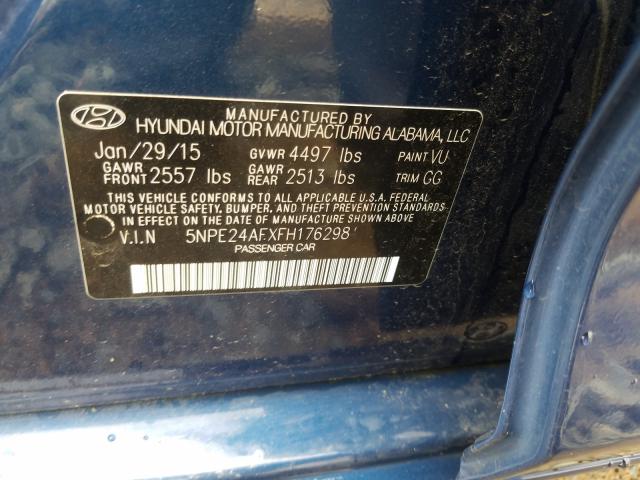 MANUFACTURED BY
HYUNDAI MOTOR MANUFACTURING ALABAMA, LLC
Jan/29/15 GVWR 4497 lbs PAINT VU
GAWR FRONT 2557 lbs GAWR REAR 2513 lbs TRIM GG
THIS VEHICLE CONFORMS TO ALL APPLICABLE U.S.A. FEDERAL
MOTOR VEHICLE SAFETY, BUMPER, AND THEFT PREVENTION STANDARDS
IN EFFECT ON THE DATE OF MANUFACTURE SHOWN ABOVE.
V.I.N 5NPE24AFXFH176298
PASSENGER CAR